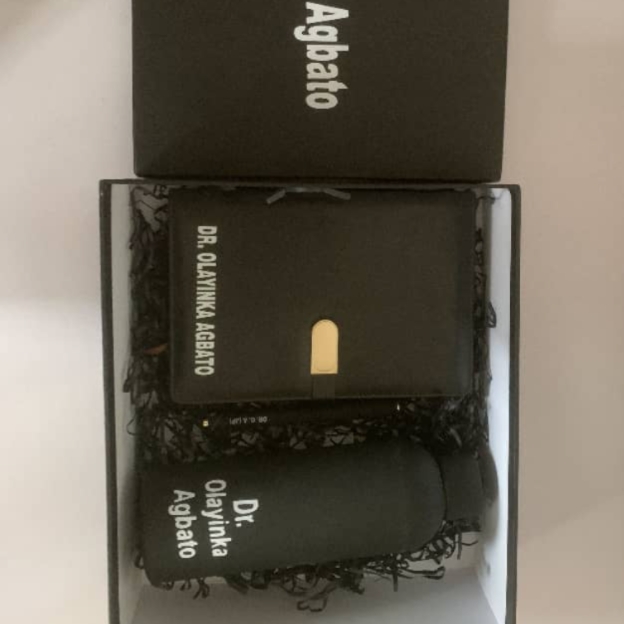 Agbato
DR. OLAYINKA AGBATO
Dr.
Olayinka
Agbato